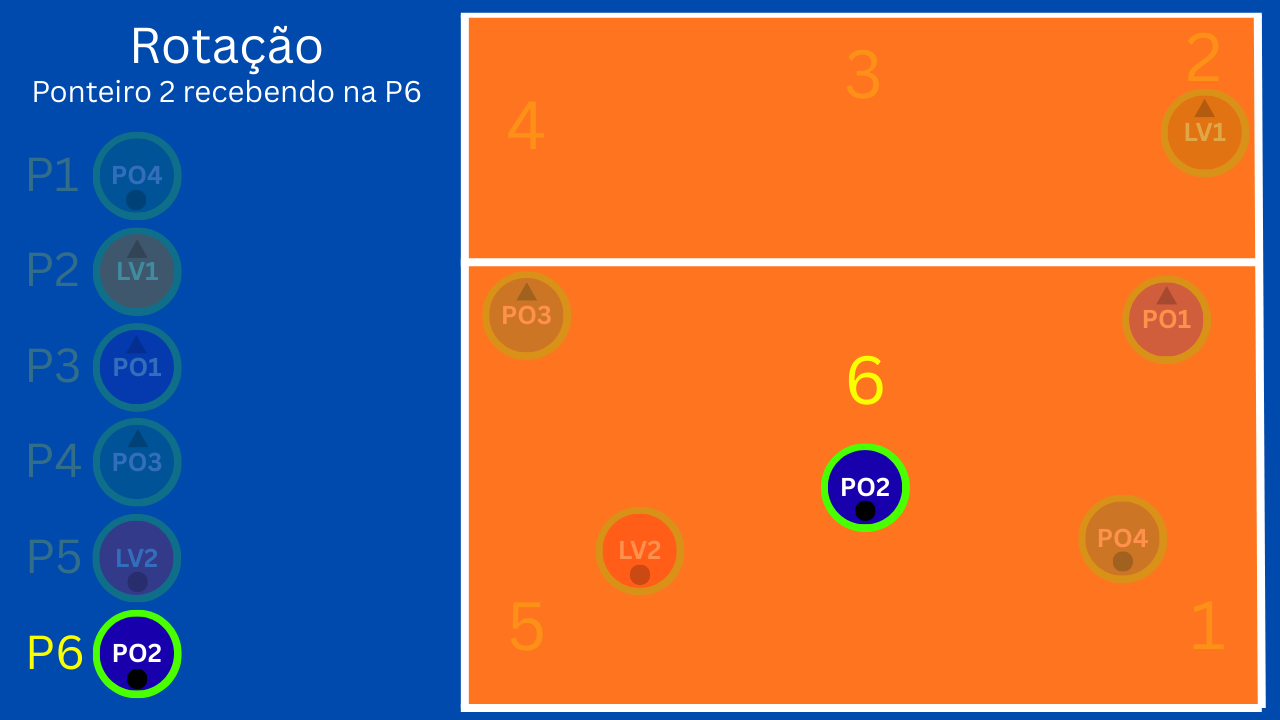 Rotação
Ponteiro 2 recebendo na P6
P1 PO4
P2 LV1
P3 PO1
P4 PO3
P5 LV2
P6 PO2
4
3
2
LV1
PO3
PO1
6
PO2
LV2
PO4
5
1